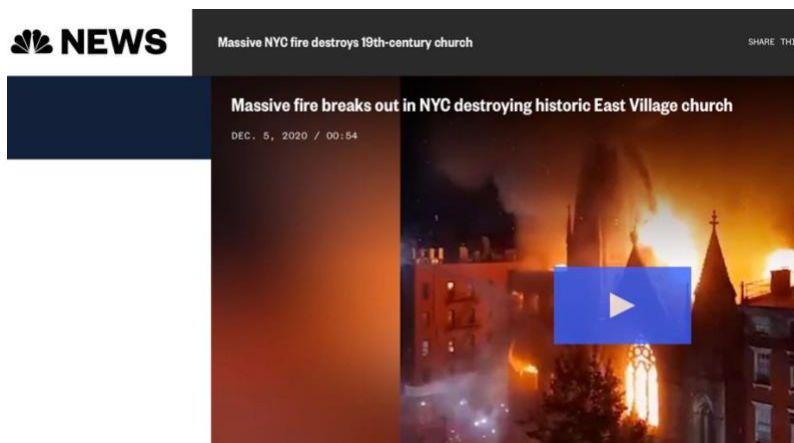 NEWS
Massive NYC fire destroys 19th-century church
SHARE THI
Massive fire breaks out in NYC destroying historic East Village church
DEC. 5, 2020 / 00:54